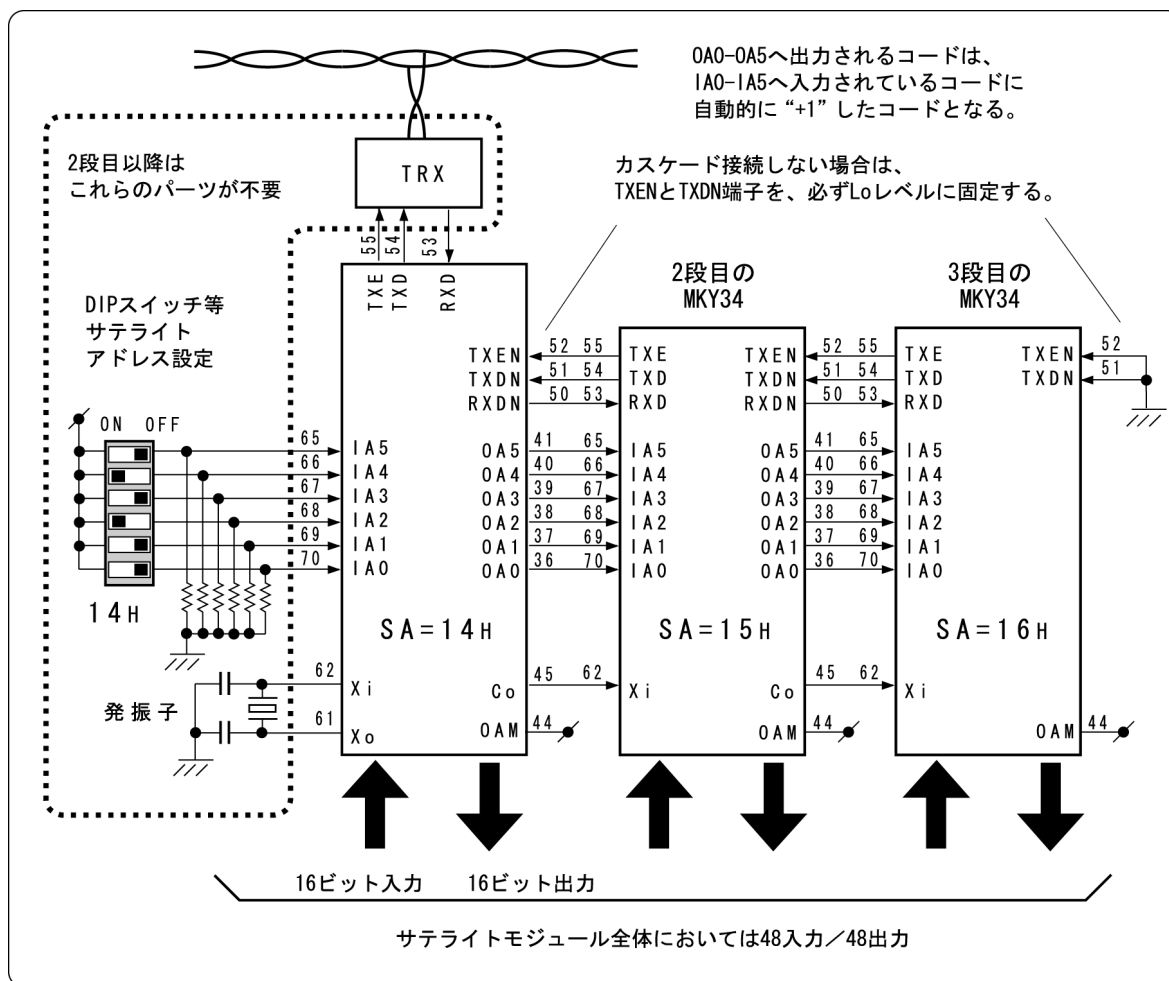 OA0-OA5へ出力されるコードは、
IA0-IA5へ入力されているコードに
自動的に“+1”したコードとなる。
2段目以降は
これらのパーツが不要
TRX
カスケード接続しない場合は、
TXENとTXDN端子を、必ずLoレベルに固定する。
55
54
53
TXE
TXD
RXD
2段目の
MKY34
3段目の
MKY34
DIPスイッチ等
サテライト
アドレス設定
TXEN 52 55 TXE TXEN 52 55 TXE TXEN 52
TXDN 51 54 TXD TXDN 51 54 TXD TXDN 51
RXDN 50 53 RXD RXDN 50 53 RXD
ON OFF
65 IA5 OA5 41 65 IA5 OA5 41 65 IA5
66 IA4 OA4 40 66 IA4 OA4 40 66 IA4
67 IA3 OA3 39 67 IA3 OA3 39 67 IA3
68 IA2 OA2 38 68 IA2 OA2 38 68 IA2
69 IA1 OA1 37 69 IA1 OA1 37 69 IA1
70 IA0 OA0 36 70 IA0 OA0 36 70 IA0
14H
SA=14H SA=15H SA=16H
62 Xi Co 45 62 Xi Co 45 62 Xi
発振子
61 Xo OAM 44 OAM 44 OAM 44
16ビット入力 16ビット出力
サテライトモジュール全体においては48入力／48出力